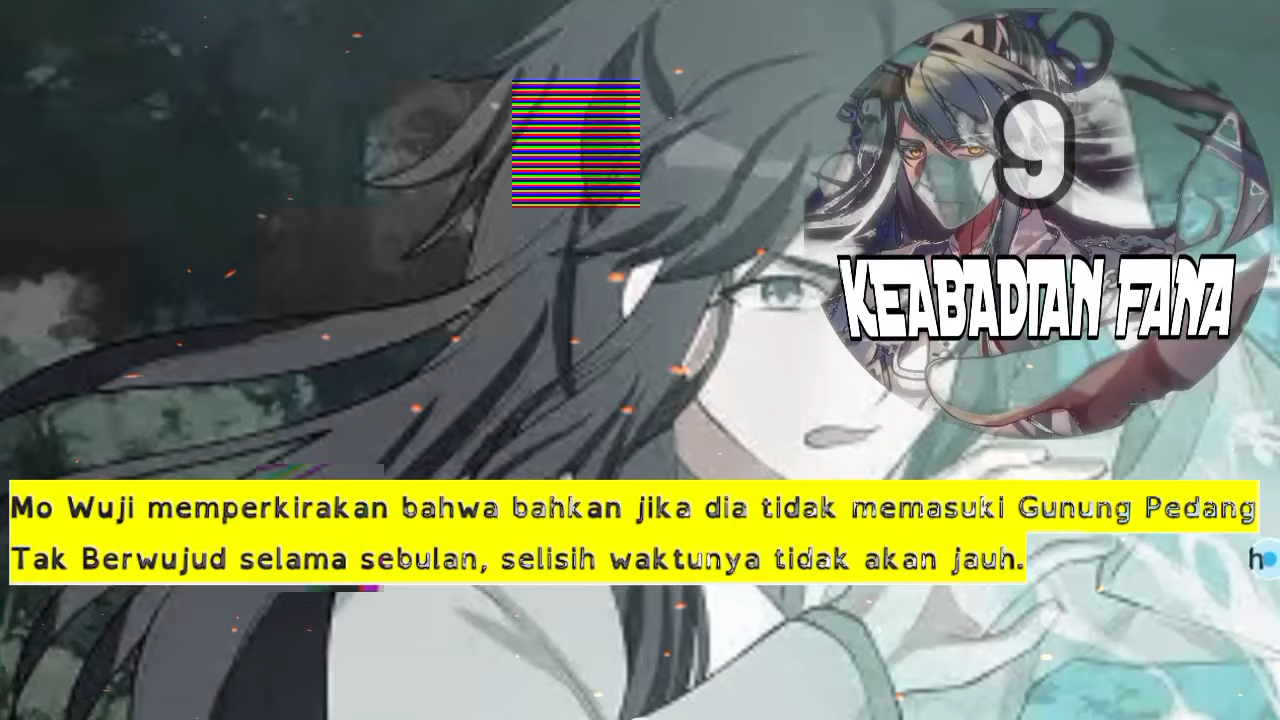 9
KEABADIAN FANA
Mo Wuji memperkirakan bahwa bahkan jika dia tidak memasuki Gunung Pedang
Tak Berwujud selama sebulan, selisih waktunya tidak akan jauh.